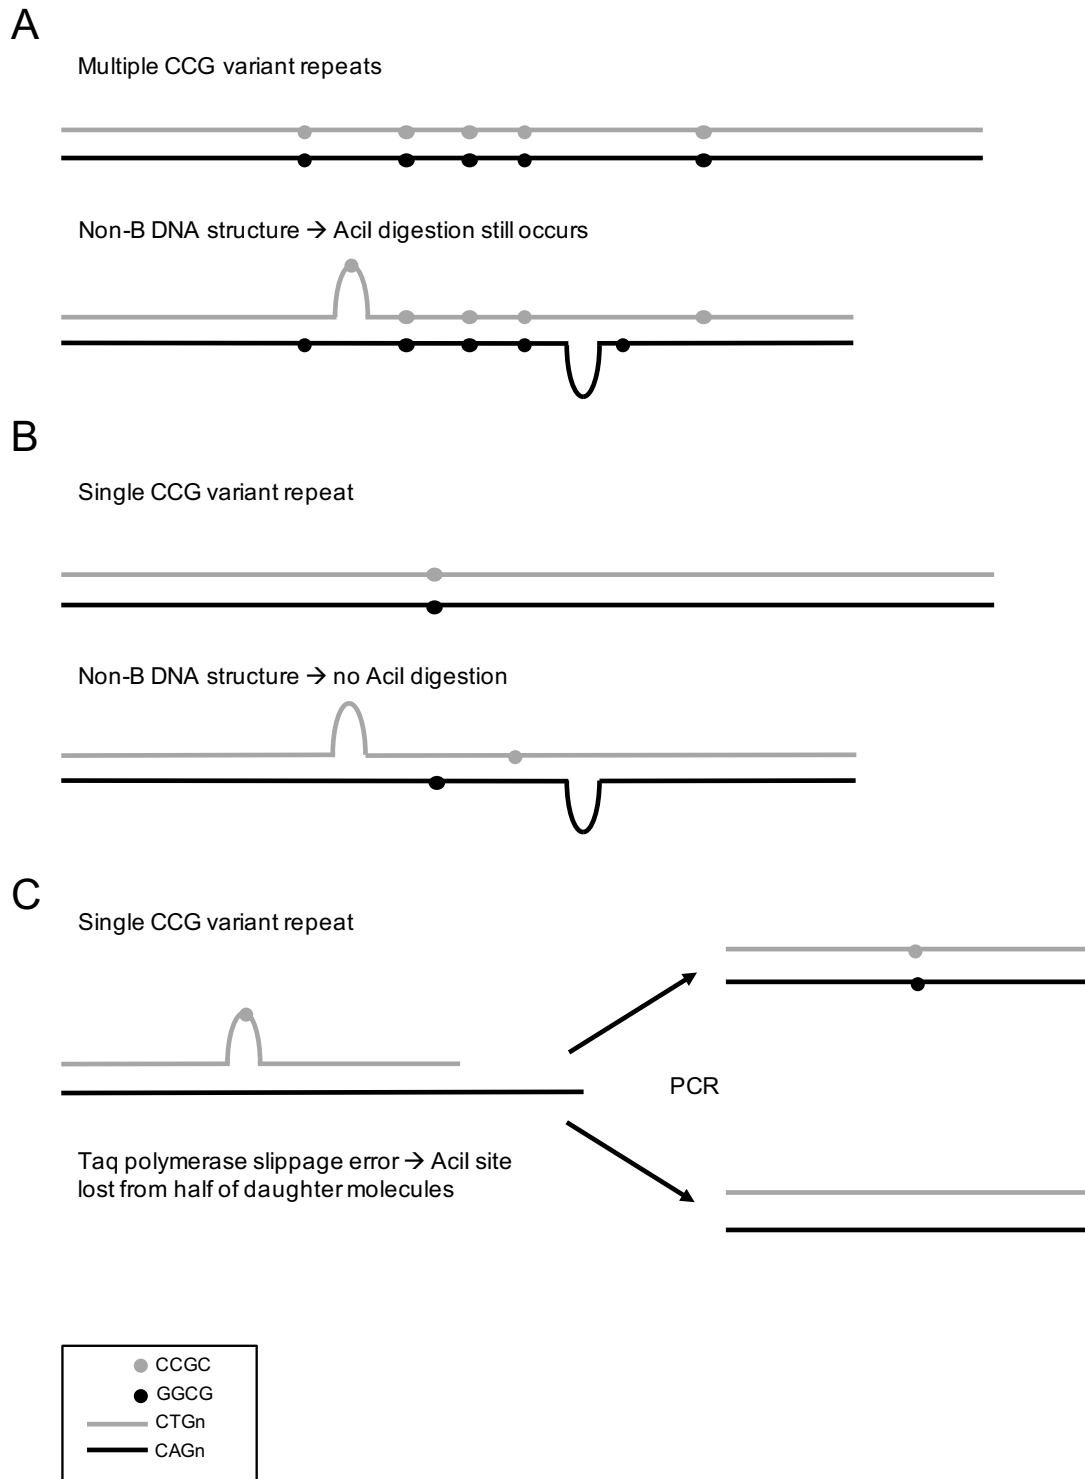 A
Multiple CCG variant repeats
Non-B DNA structure → AciI digestion still occurs
B
Single CCG variant repeat
Non-B DNA structure → no AciI digestion
C
Single CCG variant repeat
PCR
Taq polymerase slippage error → AciI site
lost from half of daughter molecules
CCGC
GGCG
CTGn
CAGn